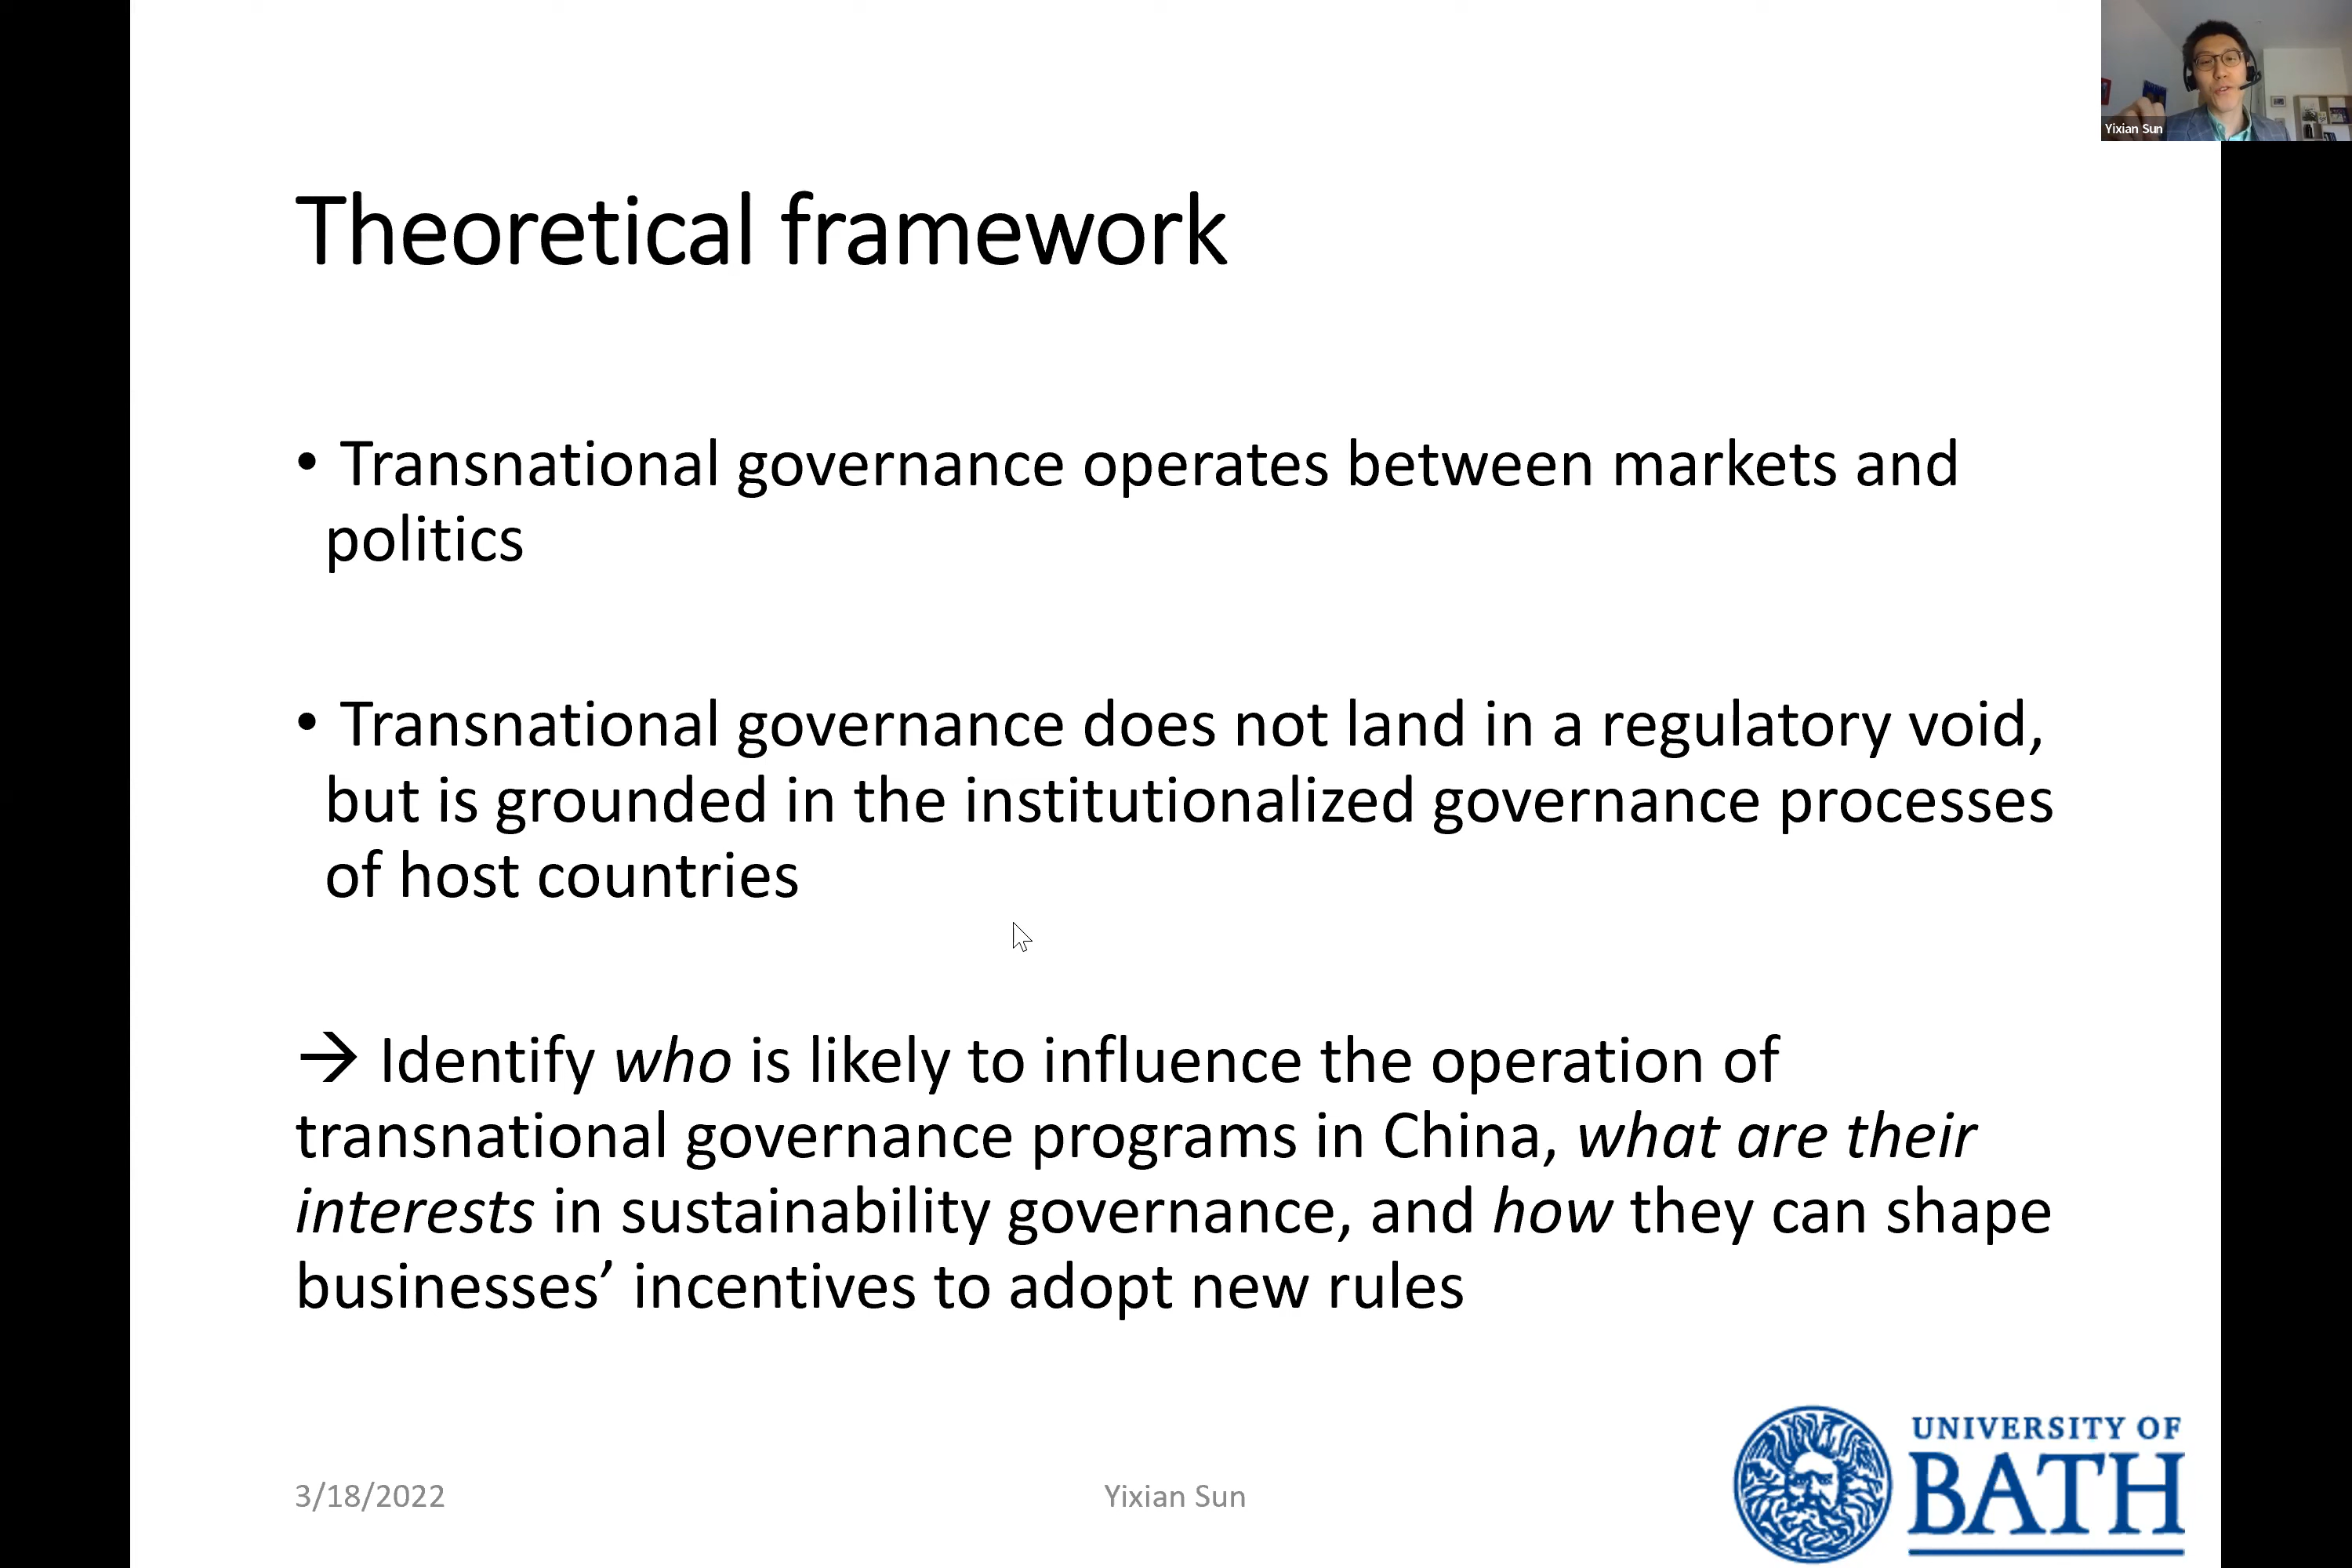 Yixian Sun
Theoretical framework
• Transnational governance operates between markets and
politics
• Transnational governance does not land in a regulatory void,
but is grounded in the institutionalized governance processes
of host countries
→ Identify who is likely to influence the operation of
transnational governance programs in China, what are their
interests in sustainability governance, and how they can shape
businesses’ incentives to adopt new rules
3/18/2022
Yixian Sun
UNIVERSITY OF
BATH